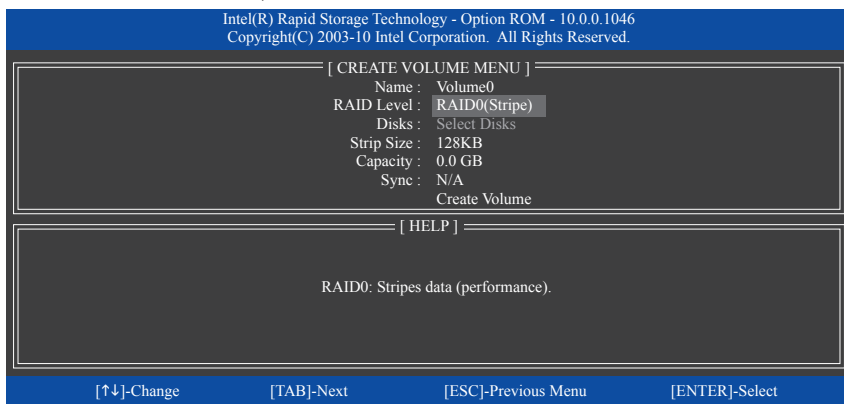 Intel(R) Rapid Storage Technology - Option ROM - 10.0.0.1046
Copyright(C) 2003-10 Intel Corporation. All Rights Reserved.
[ CREATE VOLUME MENU ]
Name : Volume0
RAID Level : RAID0(Stripe)
Disks : Select Disks
Strip Size : 128KB
Capacity : 0.0 GB
Sync : N/A
Create Volume
[ HELP ]
RAID0: Stripes data (performance).
[↑↓]-Change [TAB]-Next [ESC]-Previous Menu [ENTER]-Select